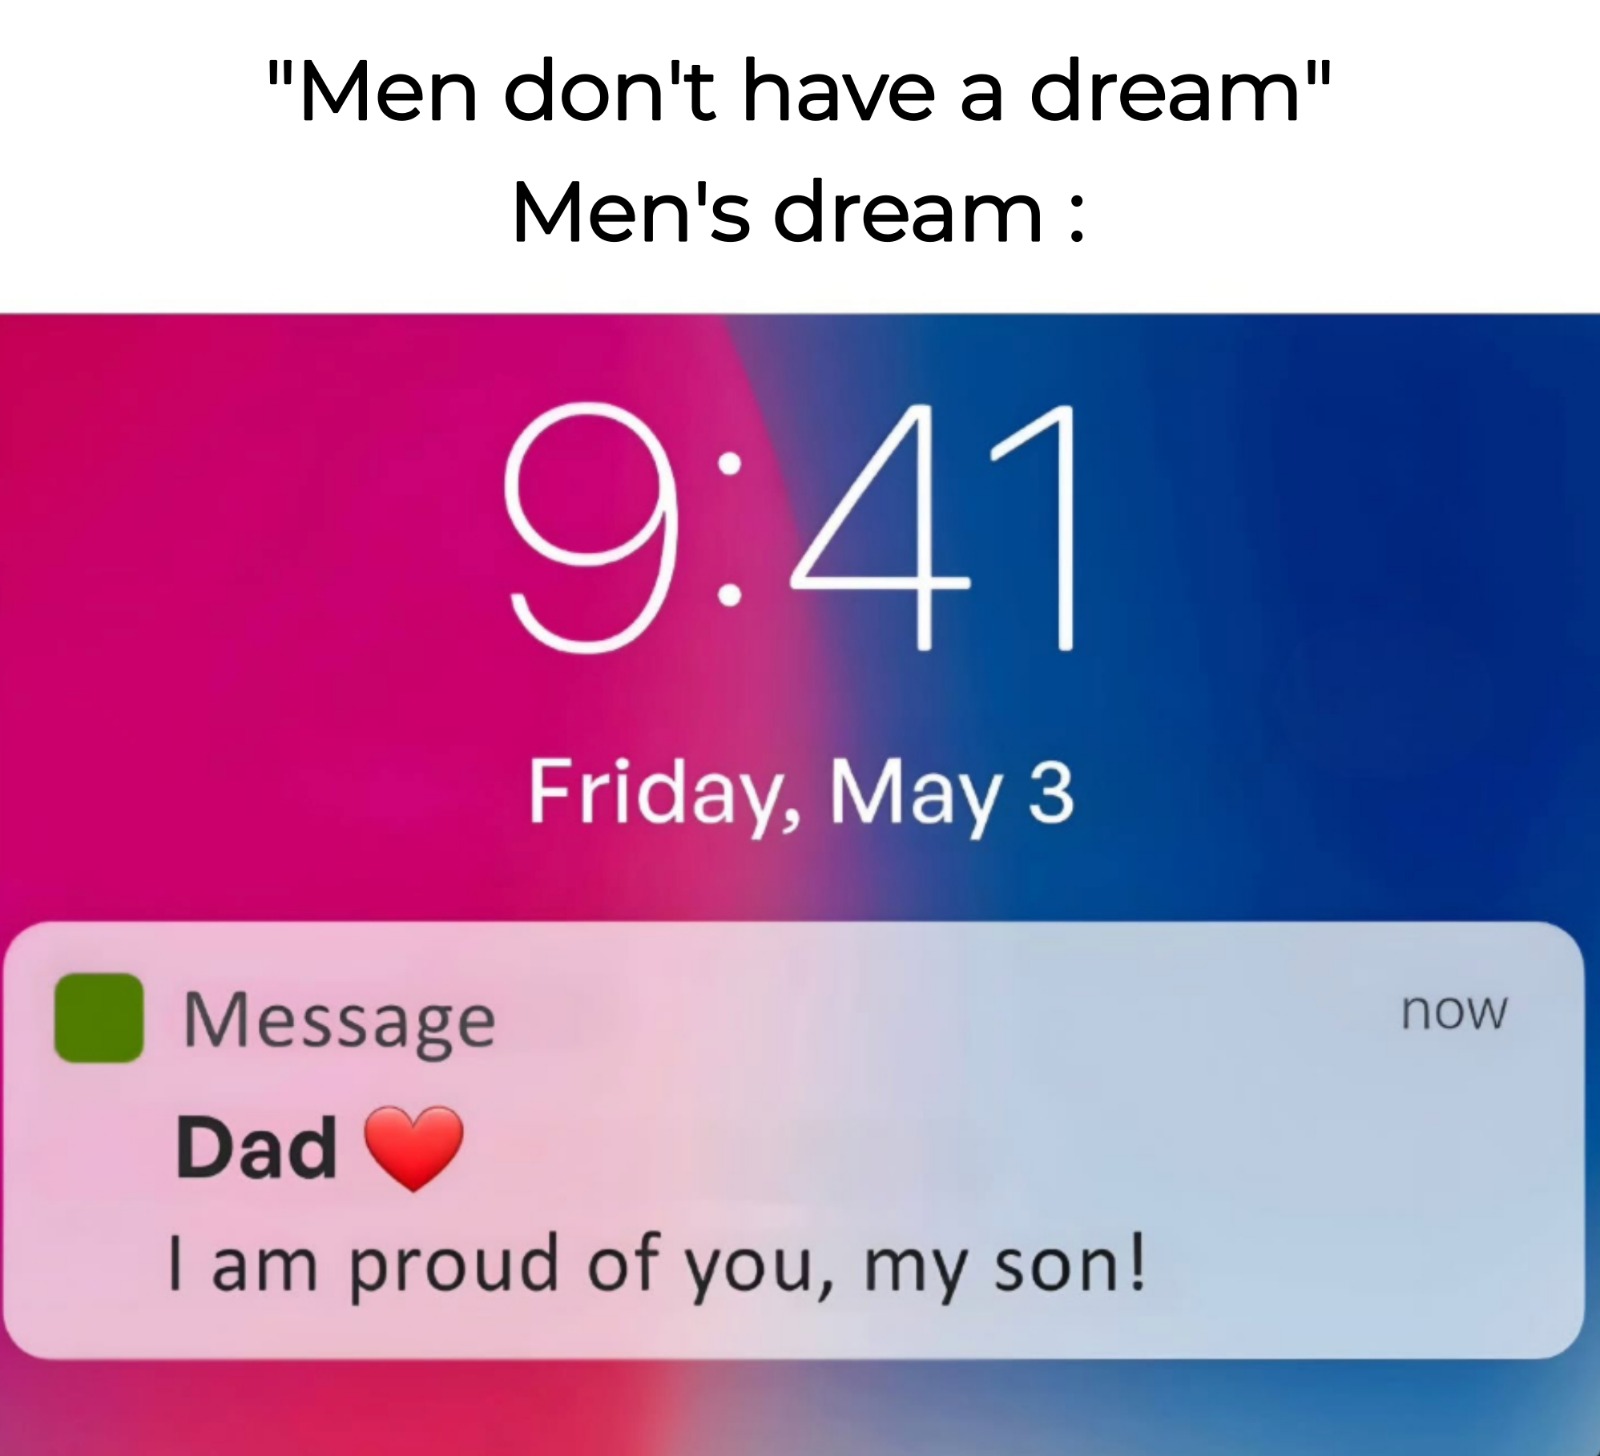 "Men don't have a dream"
Men's dream :
9:41
Friday, May 3
Message now
Dad ❤️
I am proud of you, my son!